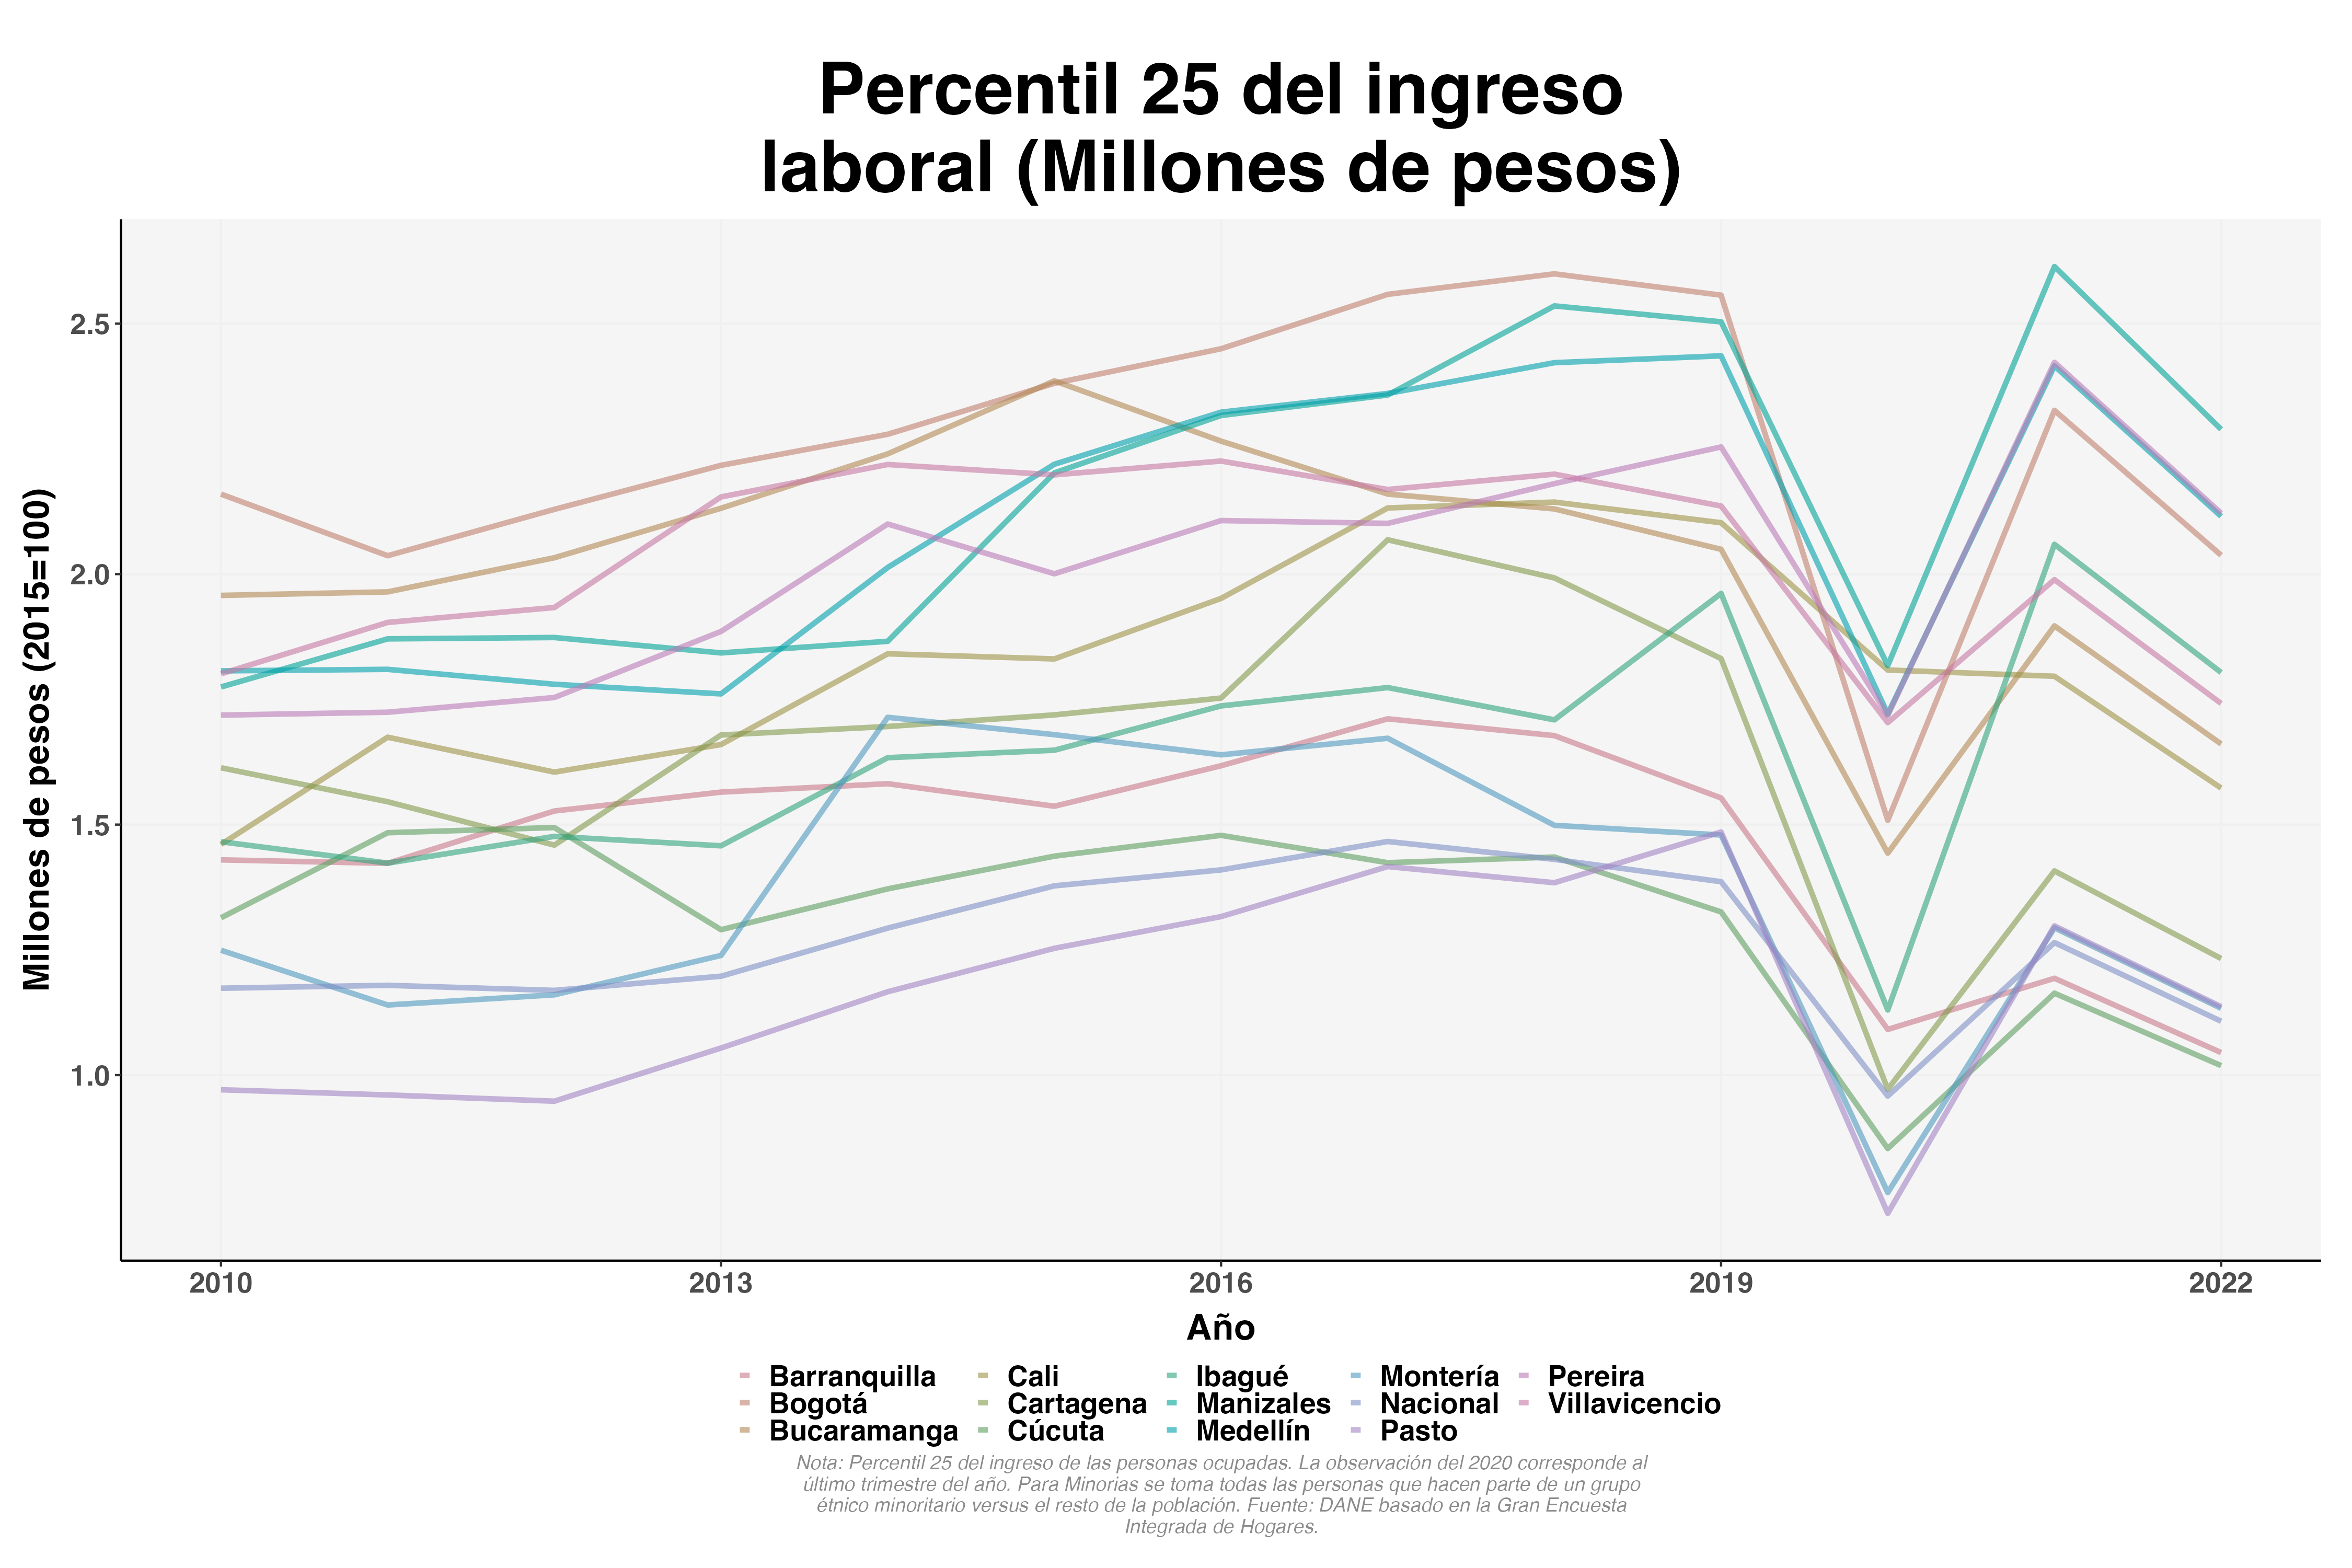 Percentil 25 del ingreso
laboral (Millones de pesos)
Millones de pesos (2015=100)
2.5
2.0
1.5
1.0
2010 2013 2016 2019 2022
Año
Barranquilla Cali Ibagué Montería Pereira
Bogotá Cartagena Manizales Nacional Villavicencio
Bucaramanga Cúcuta Medellín Pasto
Nota: Percentil 25 del ingreso de las personas ocupadas. La observación del 2020 corresponde al
último trimestre del año. Para Minorias se toma todas las personas que hacen parte de un grupo
étnico minoritario versus el resto de la población. Fuente: DANE basado en la Gran Encuesta
Integrada de Hogares.